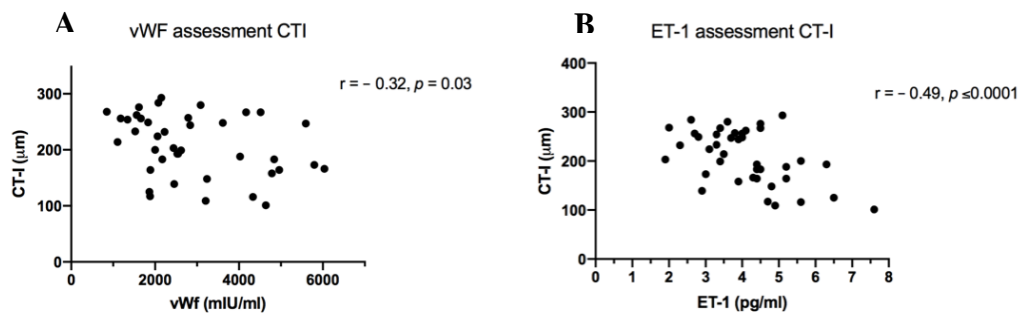 A
vWF assessment CTI
r = – 0.32, p = 0.03
CT-I (μm)
300
200
100
0
0 2000 4000 6000
vWf (mIU/ml)
B
ET-1 assessment CT-I
r = – 0.49, p ≤0.0001
CT-I (μm)
400
300
200
100
0
0 1 2 3 4 5 6 7 8
ET-1 (pg/ml)